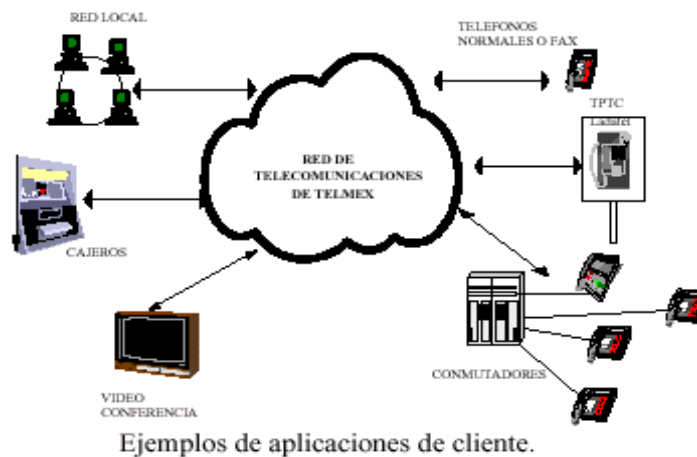 RED LOCAL
TELEFONOS
NORMALES O FAX
TPTC
Ladatel
RED DE
TELECOMUNICACIONES
DE TELMEX
CAJEROS
CONMUTADORES
VIDEO
CONFERENCIA
Ejemplos de aplicaciones de cliente.